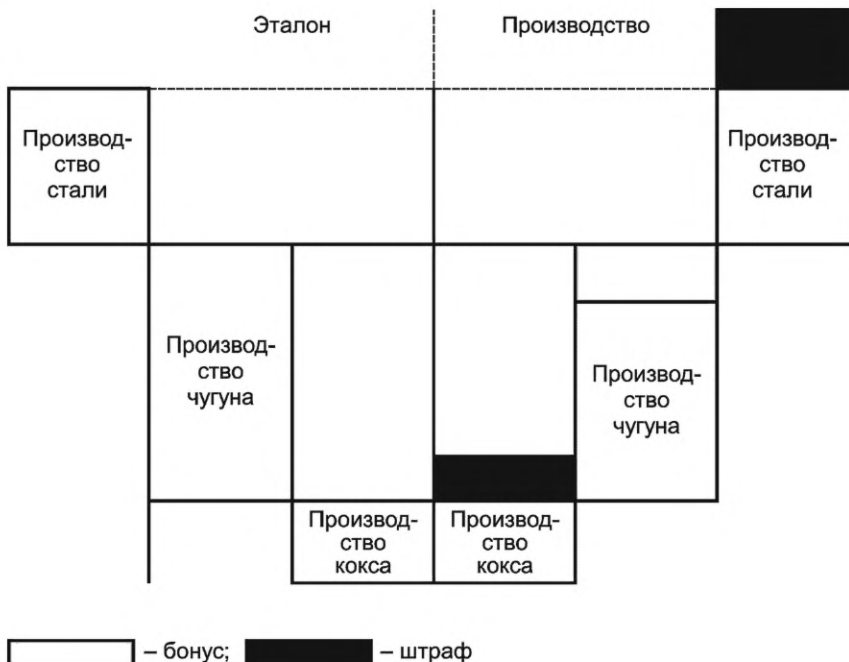 Эталон
Производство
Производ-
ство
стали
Производ-
ство
стали
Производ-
ство
чугуна
Производ-
ство
чугуна
Производ-
ство
кокса
Производ-
ство
кокса
– бонус;
– штраф